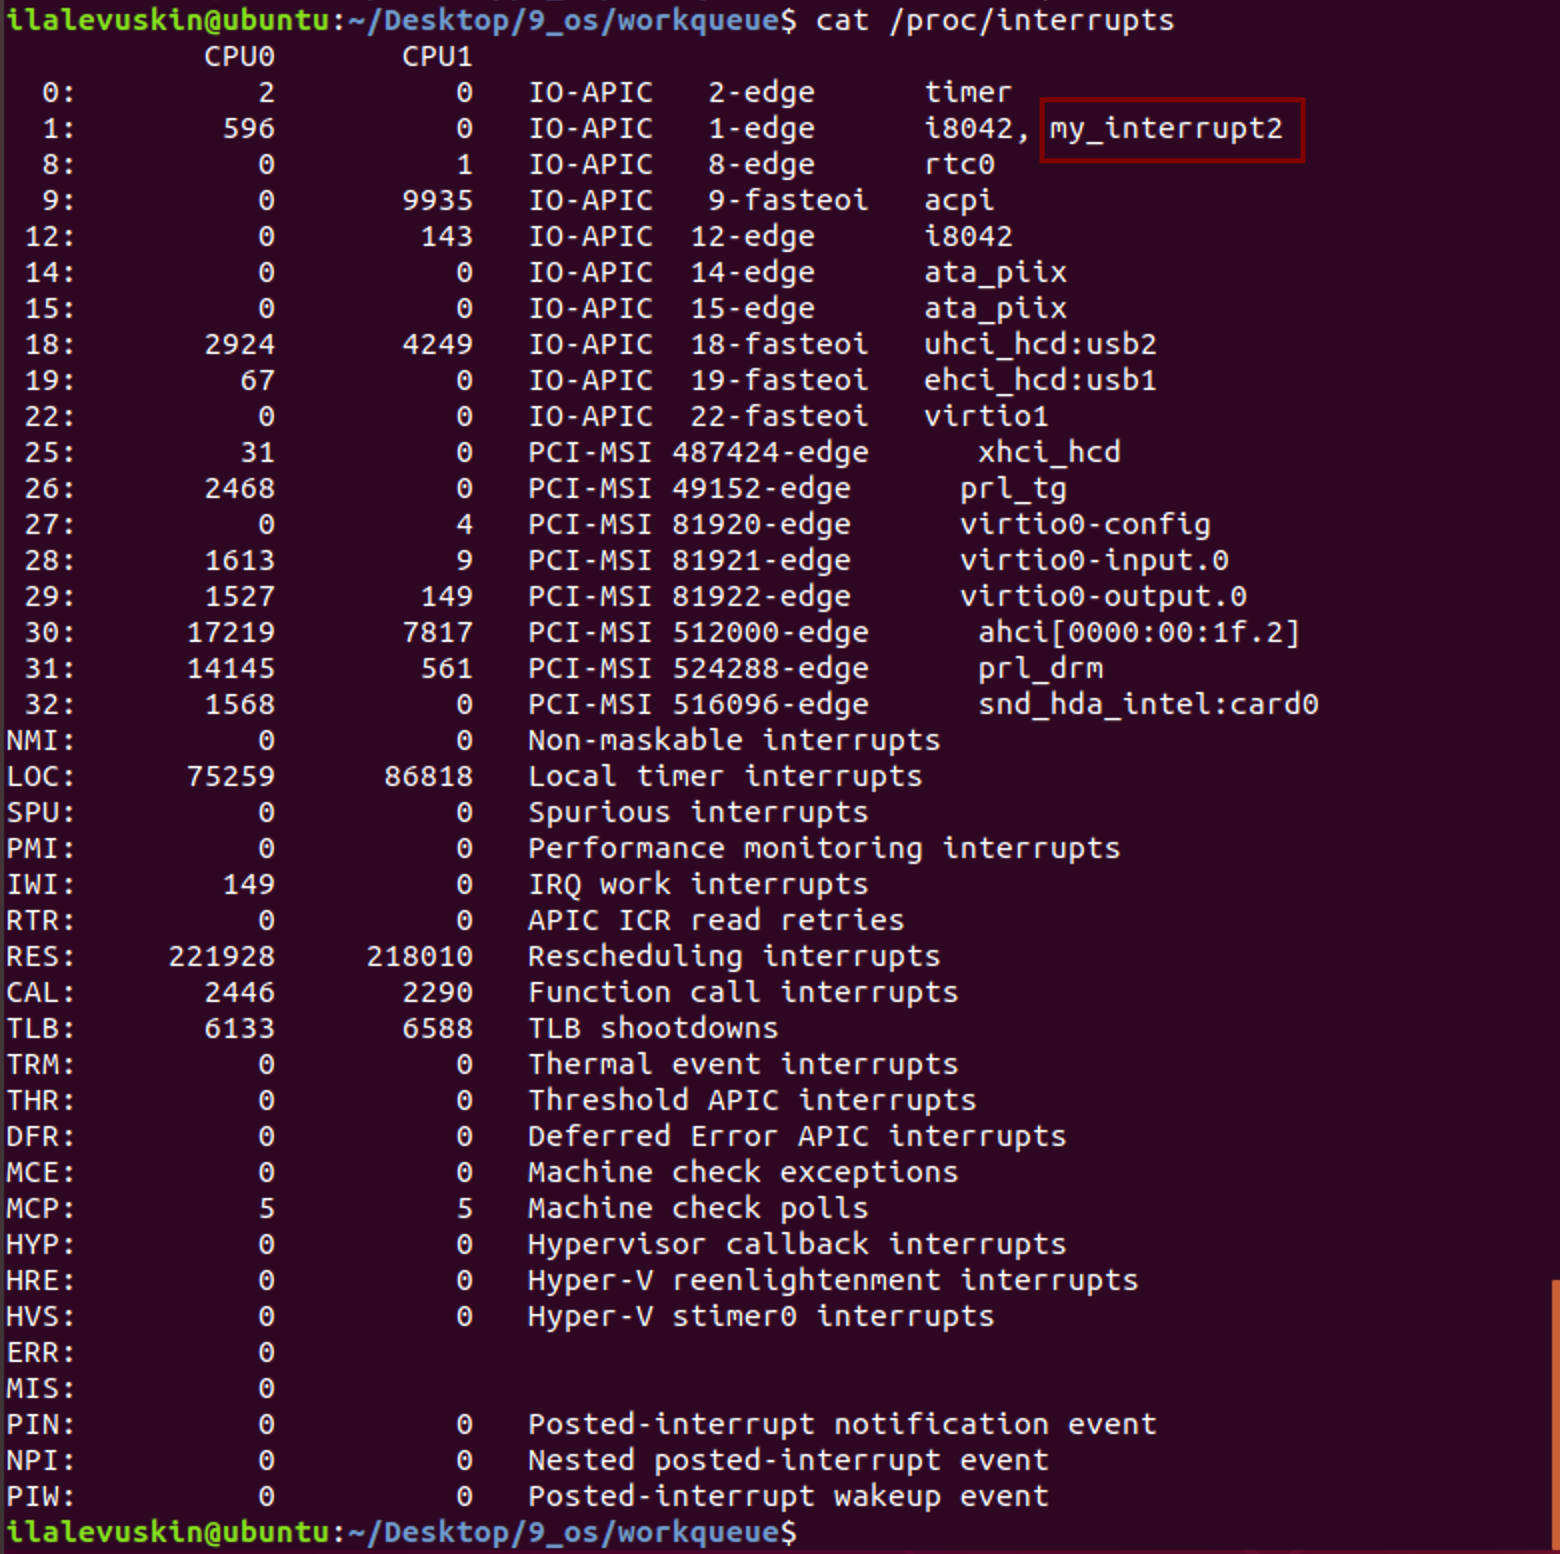 ilalevuskin@ubuntu:~/Desktop/9_os/workqueue$ cat /proc/interrupts
           CPU0       CPU1
  0:          2          0   IO-APIC   2-edge      timer
  1:        596          0   IO-APIC   1-edge      i8042, my_interrupt2
  8:          0          1   IO-APIC   8-edge      rtc0
  9:          0       9935   IO-APIC   9-fasteoi   acpi
 12:          0        143   IO-APIC  12-edge      i8042
 14:          0          0   IO-APIC  14-edge      ata_piix
 15:          0          0   IO-APIC  15-edge      ata_piix
 18:       2924       4249   IO-APIC  18-fasteoi   uhci_hcd:usb2
 19:         67          0   IO-APIC  19-fasteoi   ehci_hcd:usb1
 22:          0          0   IO-APIC  22-fasteoi   virtio1
 25:         31          0   PCI-MSI 487424-edge      xhci_hcd
 26:       2468          0   PCI-MSI 49152-edge      prl_tg
 27:          0          4   PCI-MSI 81920-edge      virtio0-config
 28:       1613          9   PCI-MSI 81921-edge      virtio0-input.0
 29:       1527        149   PCI-MSI 81922-edge      virtio0-output.0
 30:      17219       7817   PCI-MSI 512000-edge      ahci[0000:00:1f.2]
 31:      14145        561   PCI-MSI 524288-edge      prl_drm
 32:       1568          0   PCI-MSI 516096-edge      snd_hda_intel:card0
NMI:          0          0   Non-maskable interrupts
LOC:      75259      86818   Local timer interrupts
SPU:          0          0   Spurious interrupts
PMI:          0          0   Performance monitoring interrupts
IWI:        149          0   IRQ work interrupts
RTR:          0          0   APIC ICR read retries
RES:     221928     218010   Rescheduling interrupts
CAL:       2446       2290   Function call interrupts
TLB:       6133       6588   TLB shootdowns
TRM:          0          0   Thermal event interrupts
THR:          0          0   Threshold APIC interrupts
DFR:          0          0   Deferred Error APIC interrupts
MCE:          0          0   Machine check exceptions
MCP:          5          5   Machine check polls
HYP:          0          0   Hypervisor callback interrupts
HRE:          0          0   Hyper-V reenlightenment interrupts
HVS:          0          0   Hyper-V stimer0 interrupts
ERR:          0
MIS:          0
PIN:          0          0   Posted-interrupt notification event
NPI:          0          0   Nested posted-interrupt event
PIW:          0          0   Posted-interrupt wakeup event
ilalevuskin@ubuntu:~/Desktop/9_os/workqueue$